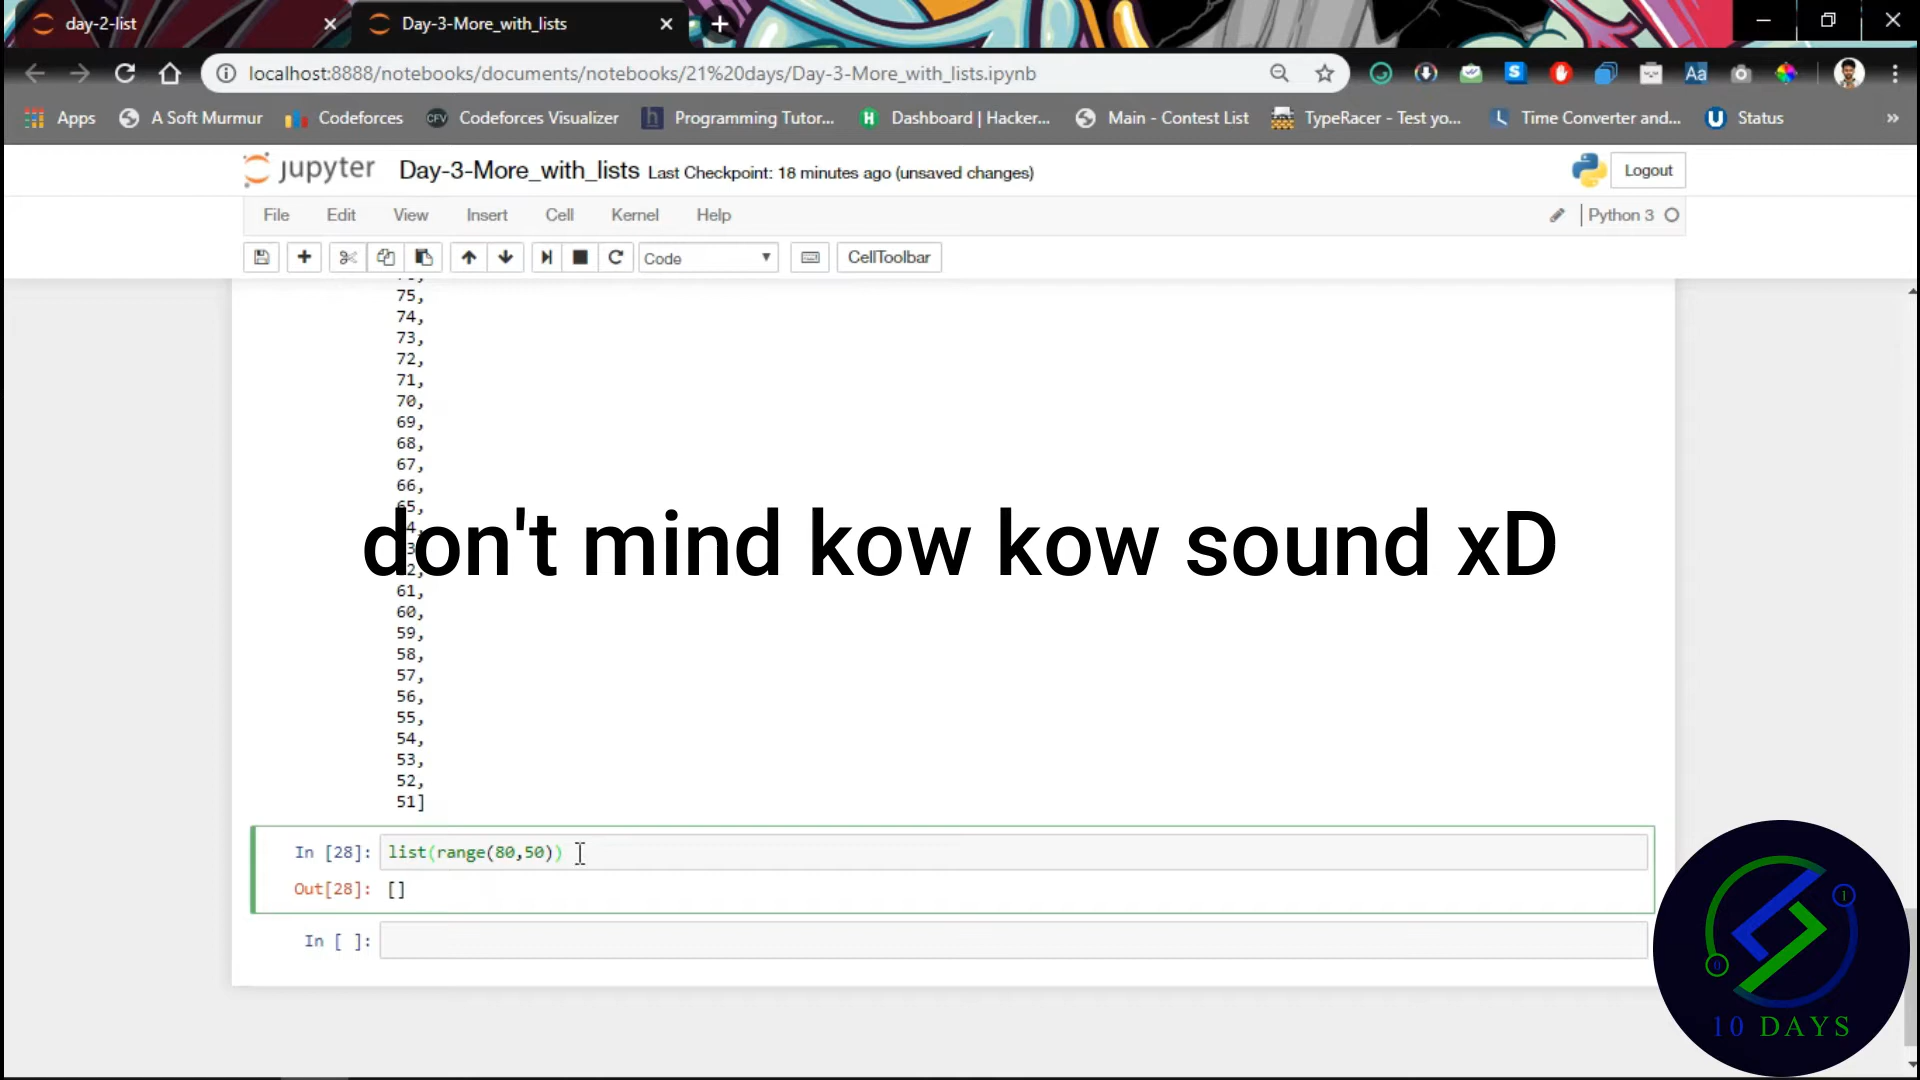 day-2-list
Day-3-More_with_lists
localhost:8888/notebooks/documents/notebooks/21%20days/Day-3-More_with_lists.ipynb
Apps A Soft Murmur Codeforces CFV Codeforces Visualizer h Programming Tutor... H Dashboard | Hacker... Main - Contest List TypeRacer - Test yo... Time Converter and... U Status »
jupyter Day-3-More_with_lists Last Checkpoint: 18 minutes ago (unsaved changes) Logout
File Edit View Insert Cell Kernel Help Python 3
Code CellToolbar
75,
74,
73,
72,
71,
70,
69,
68,
67,
66,
65,
don't mind kow kow sound xD
61,
60,
59,
58,
57,
56,
55,
54,
53,
52,
51]
In [28]: list(range(80,50))
Out[28]: []
In [ ]:
1
0
10 DAYS